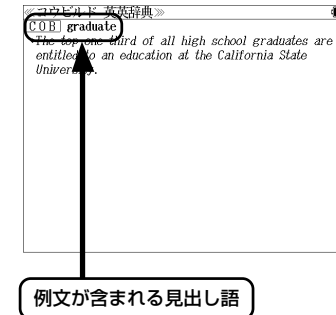 ≪コウビルド英英辞典≫
COB graduate
The top one third of all high school graduates are
entitled to an education at the California State
University.
例文が含まれる見出し語